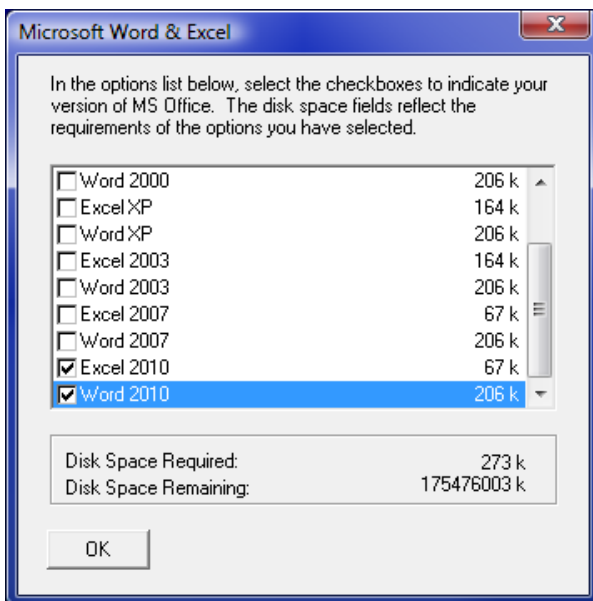 Microsoft Word & Excel
In the options list below, select the checkboxes to indicate your
version of MS Office. The disk space fields reflect the
requirements of the options you have selected.
Word 2000 206 k
Excel XP 164 k
Word XP 206 k
Excel 2003 164 k
Word 2003 206 k
Excel 2007 67 k
Word 2007 206 k
Excel 2010 67 k
Word 2010 206 k
Disk Space Required: 273 k
Disk Space Remaining: 175476003 k
OK